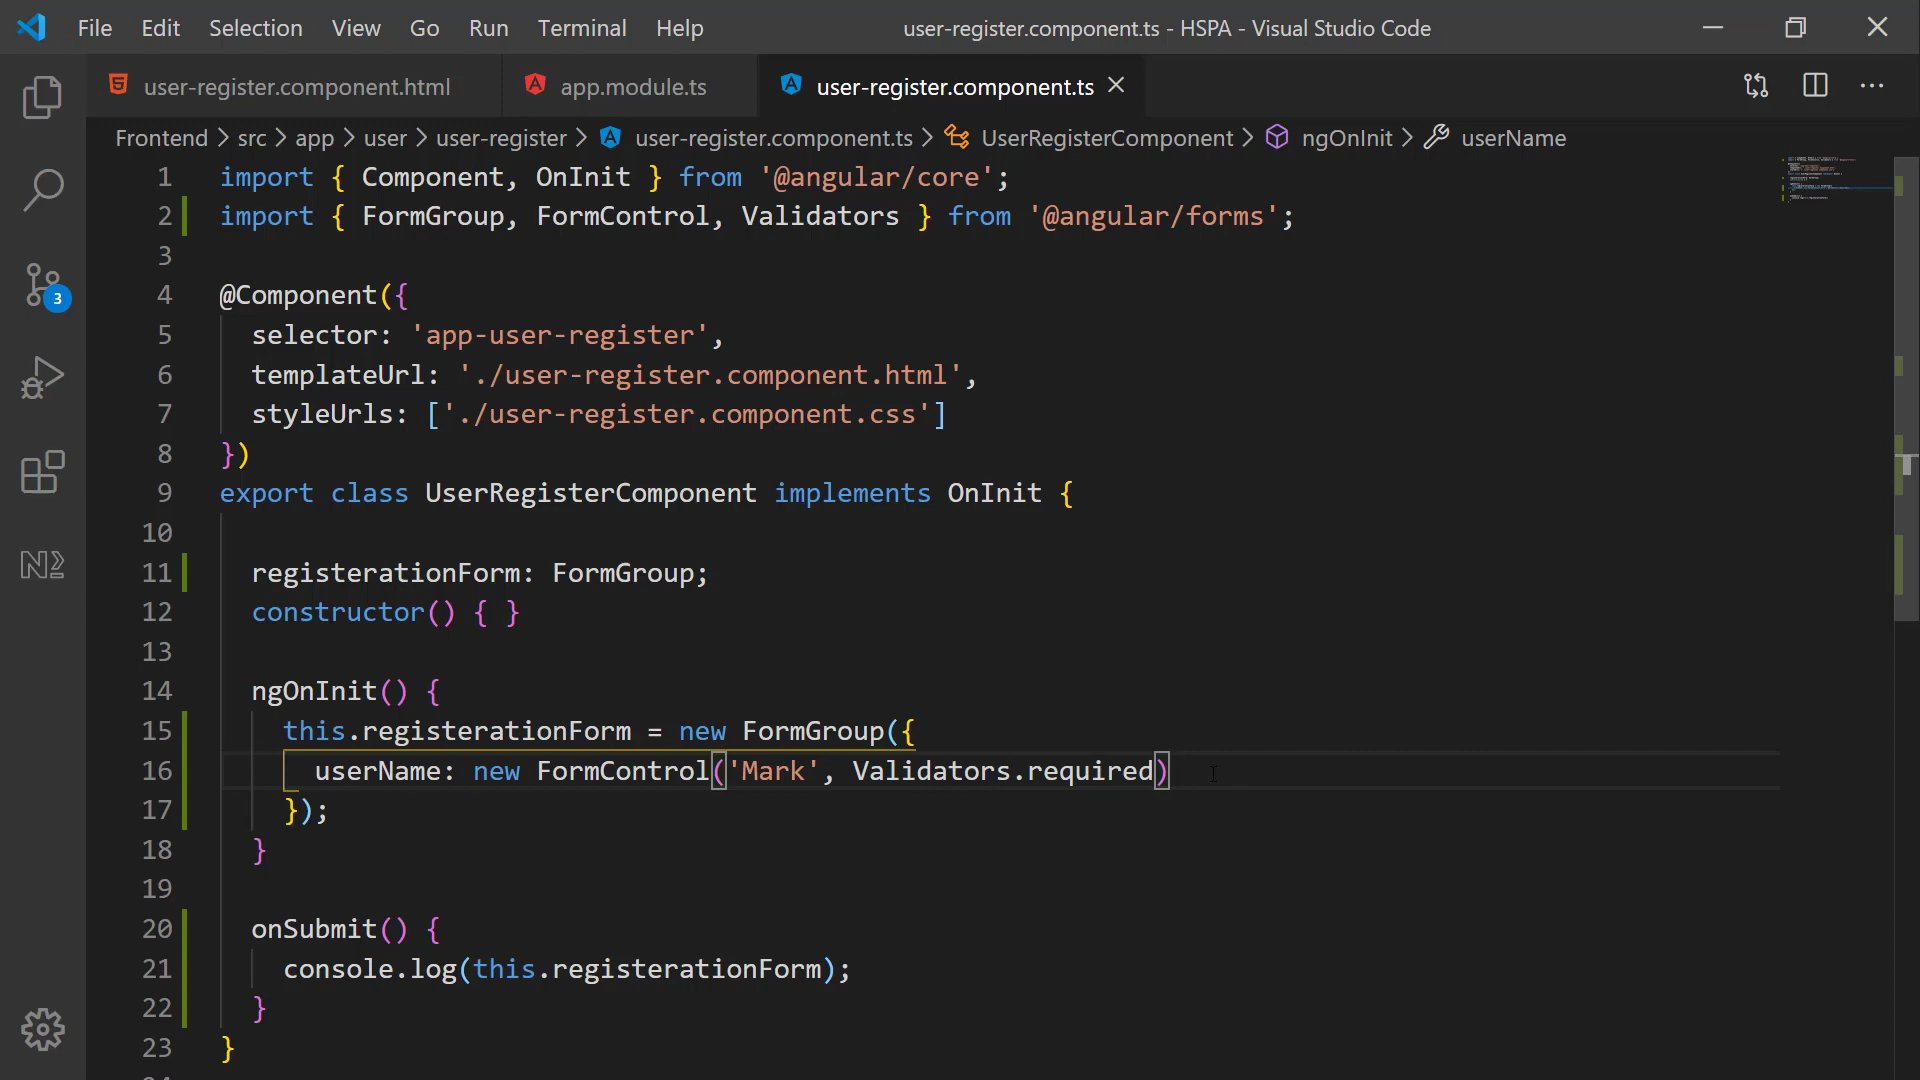 File Edit Selection View Go Run Terminal Help user-register.component.ts - HSPA - Visual Studio Code
user-register.component.html app.module.ts user-register.component.ts
Frontend > src > app > user > user-register > user-register.component.ts > UserRegisterComponent > ngOnInit > userName
1 import { Component, OnInit } from '@angular/core';
2 import { FormGroup, FormControl, Validators } from '@angular/forms';
3
4 @Component({
5 selector: 'app-user-register',
6 templateUrl: './user-register.component.html',
7 styleUrls: ['./user-register.component.css']
8 })
9 export class UserRegisterComponent implements OnInit {
10
11 registerationForm: FormGroup;
12 constructor() { }
13
14 ngOnInit() {
15 this.registerationForm = new FormGroup({
16 userName: new FormControl('Mark', Validators.required)
17 });
18 }
19
20 onSubmit() {
21 console.log(this.registerationForm);
22 }
23 }
3